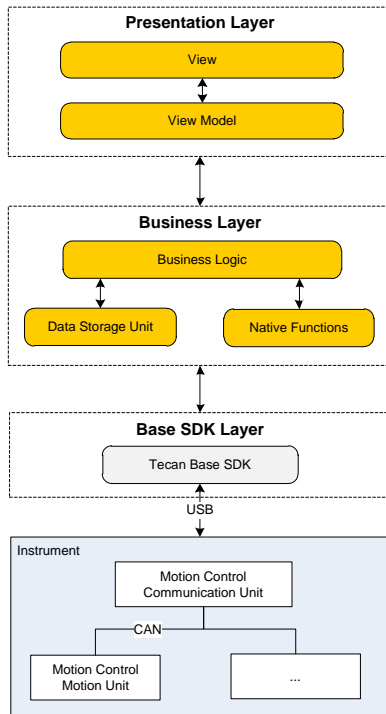 Presentation Layer
View
View Model
Business Layer
Business Logic
Data Storage Unit
Native Functions
Base SDK Layer
Tecan Base SDK
USB
Instrument
Motion Control
Communication Unit
CAN
Motion Control
Motion Unit
...